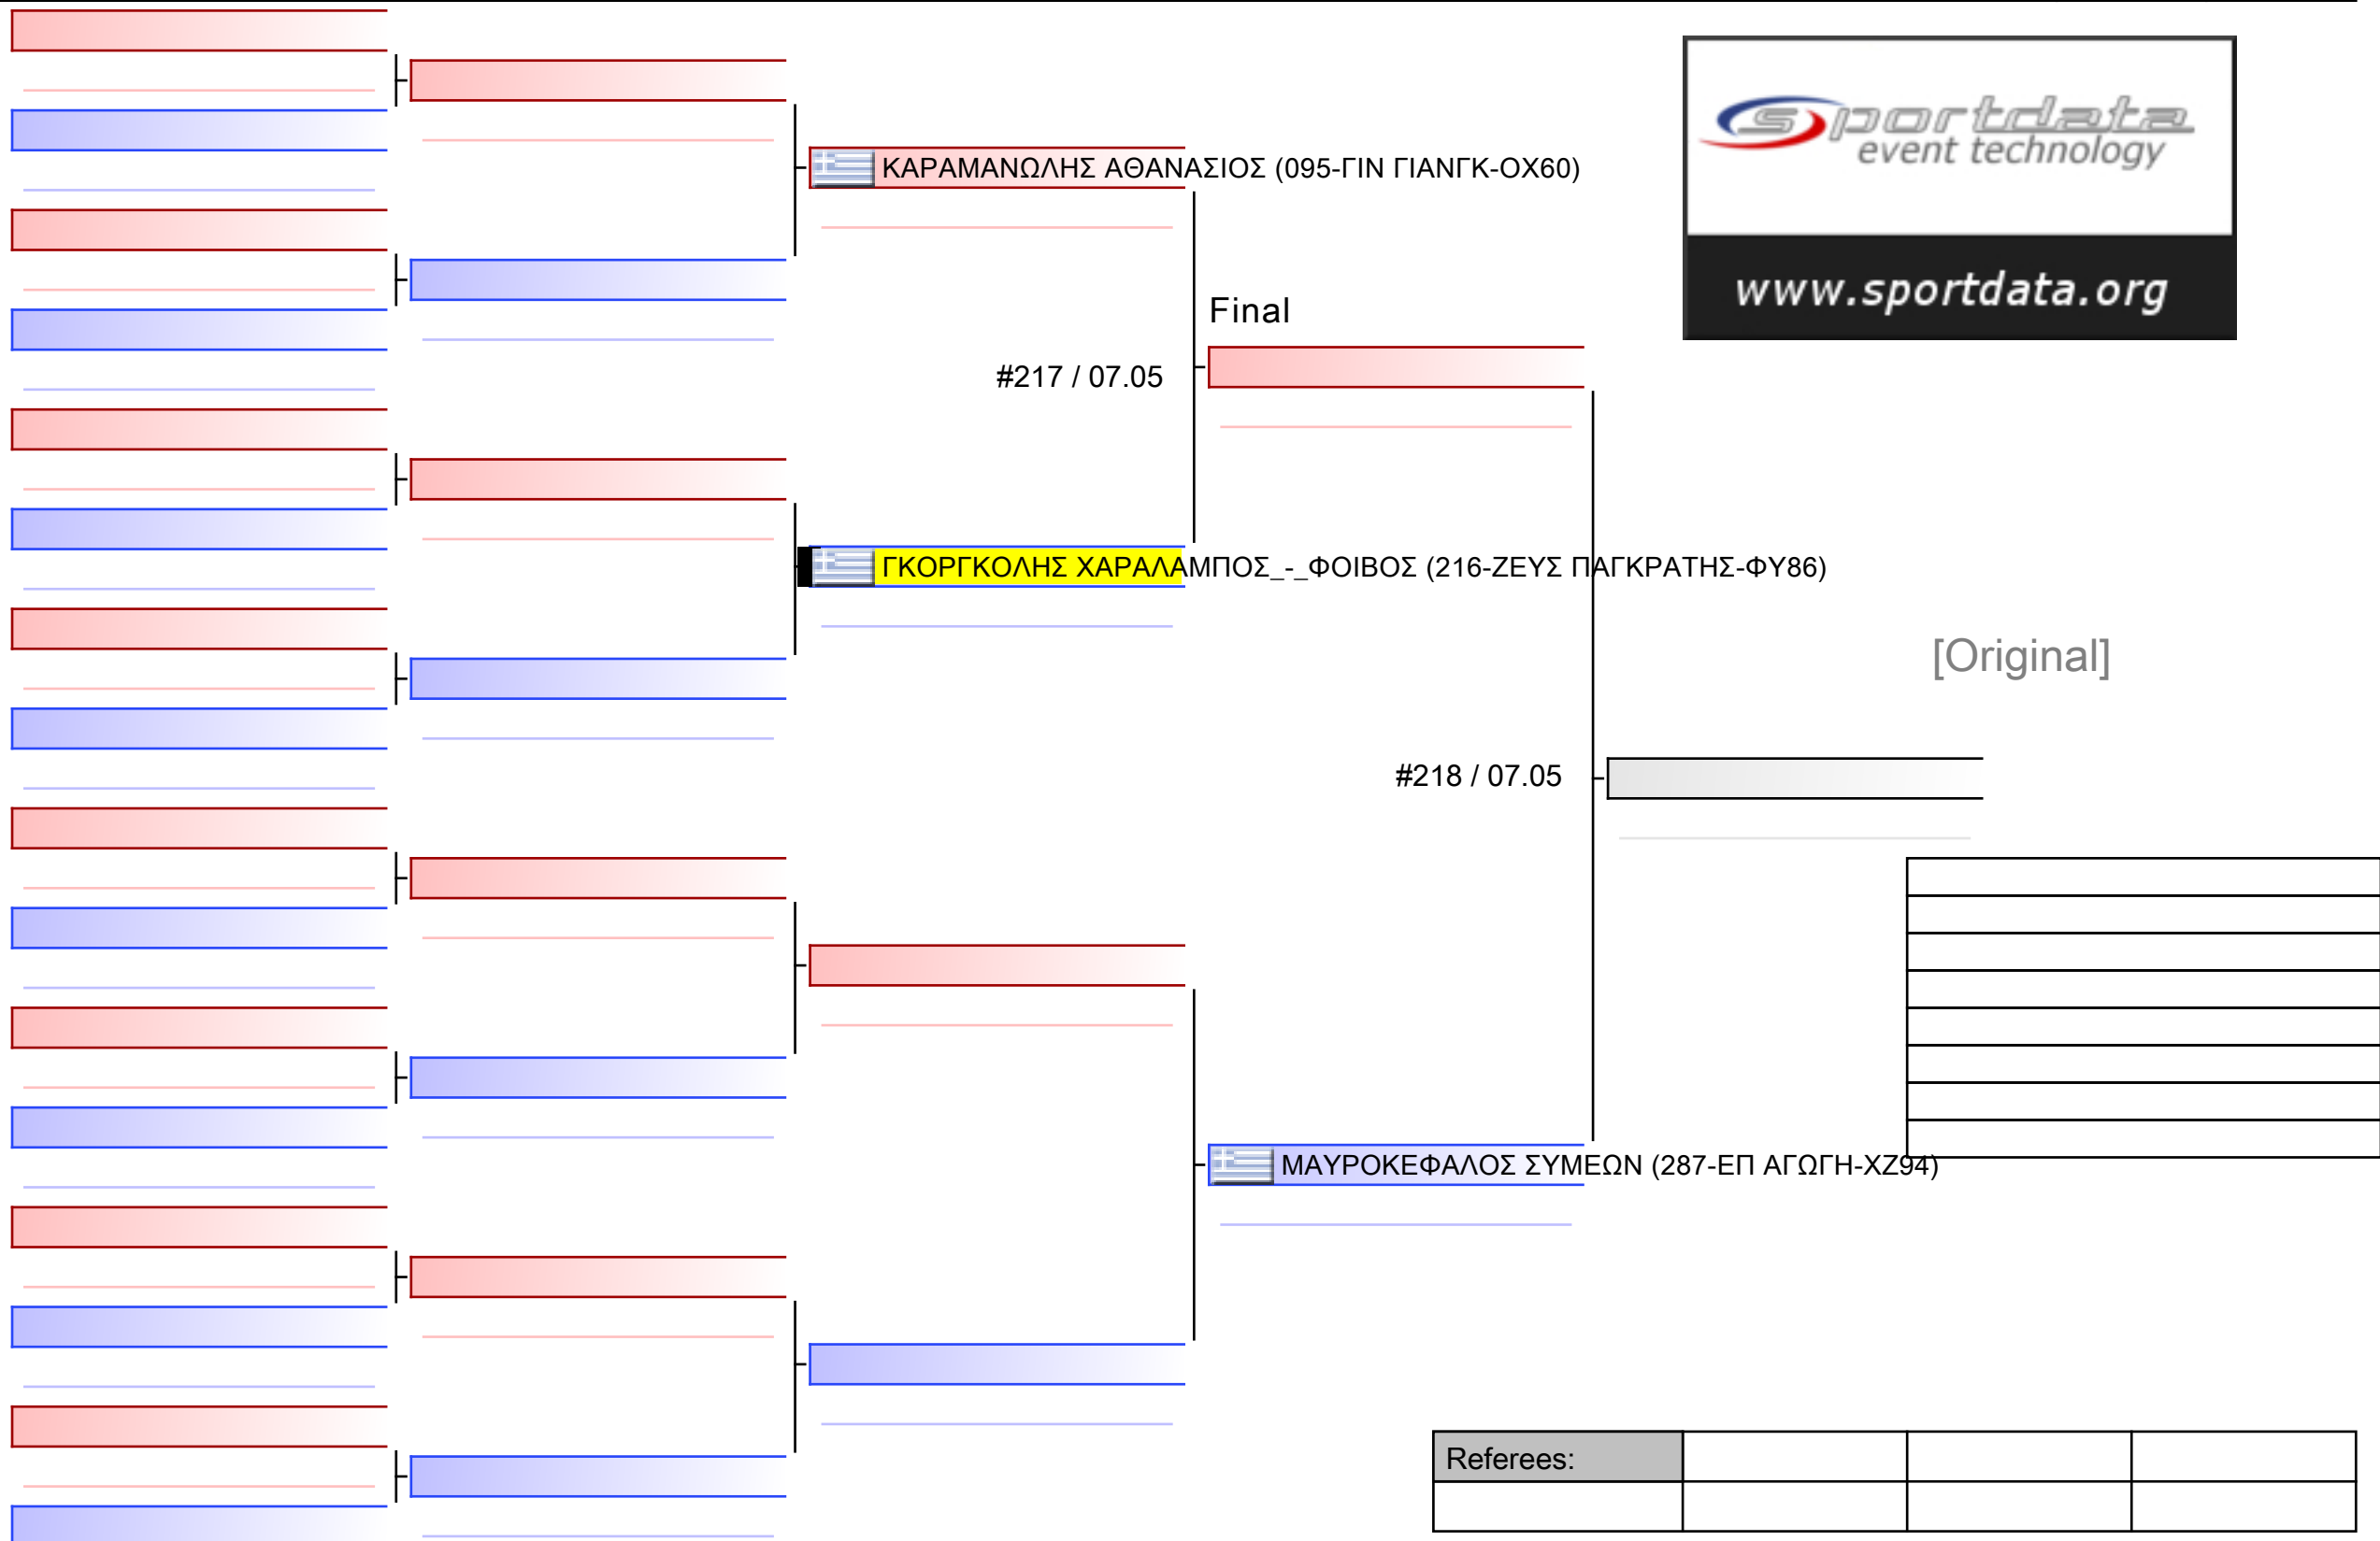 sportdata
event technology
www.sportdata.org
ΚΑΡΑΜΑΝΩΛΗΣ ΑΘΑΝΑΣΙΟΣ (095-ΓΙΝ ΓΙΑΝΓΚ-ΟΧ60)
Final
#217 / 07.05
ΓΚΟΡΓΚΟΛΗΣ ΧΑΡΑΛΑΜΠΟΣ_-_ΦΟΙΒΟΣ (216-ΖΕΥΣ ΠΑΓΚΡΑΤΗΣ-ΦΥ86)
[Original]
#218 / 07.05
ΜΑΥΡΟΚΕΦΑΛΟΣ ΣΥΜΕΩΝ (287-ΕΠ ΑΓΩΓΗ-ΧΖ94)
Referees: